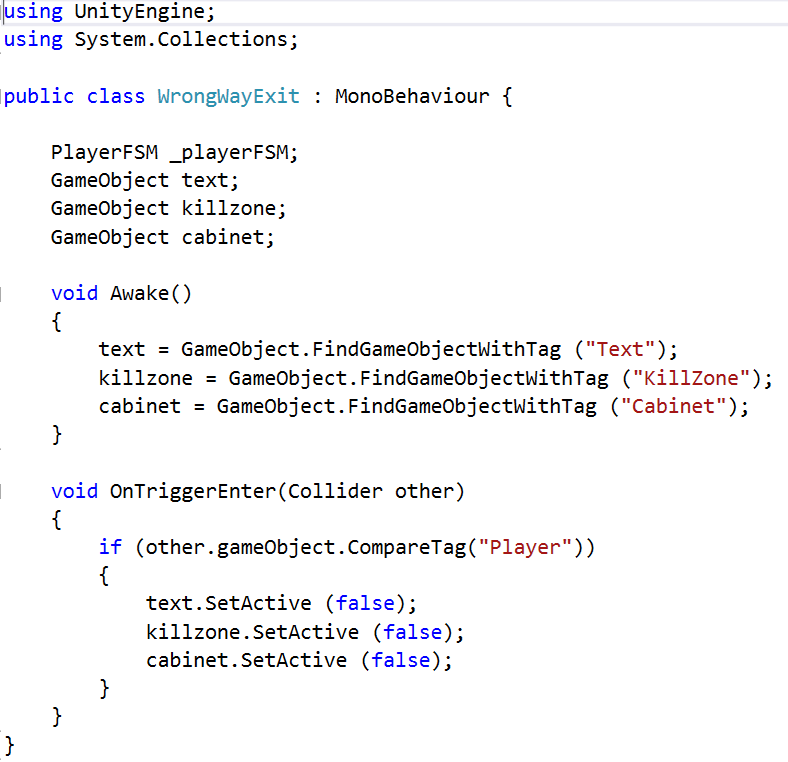 using UnityEngine;
using System.Collections;
public class WrongWayExit : MonoBehaviour {
PlayerFSM _playerFSM;
GameObject text;
GameObject killzone;
GameObject cabinet;
void Awake()
{
text = GameObject.FindGameObjectWithTag ("Text");
killzone = GameObject.FindGameObjectWithTag ("KillZone");
cabinet = GameObject.FindGameObjectWithTag ("Cabinet");
}
void OnTriggerEnter(Collider other)
{
if (other.gameObject.CompareTag("Player"))
{
text.SetActive (false);
killzone.SetActive (false);
cabinet.SetActive (false);
}
}
}